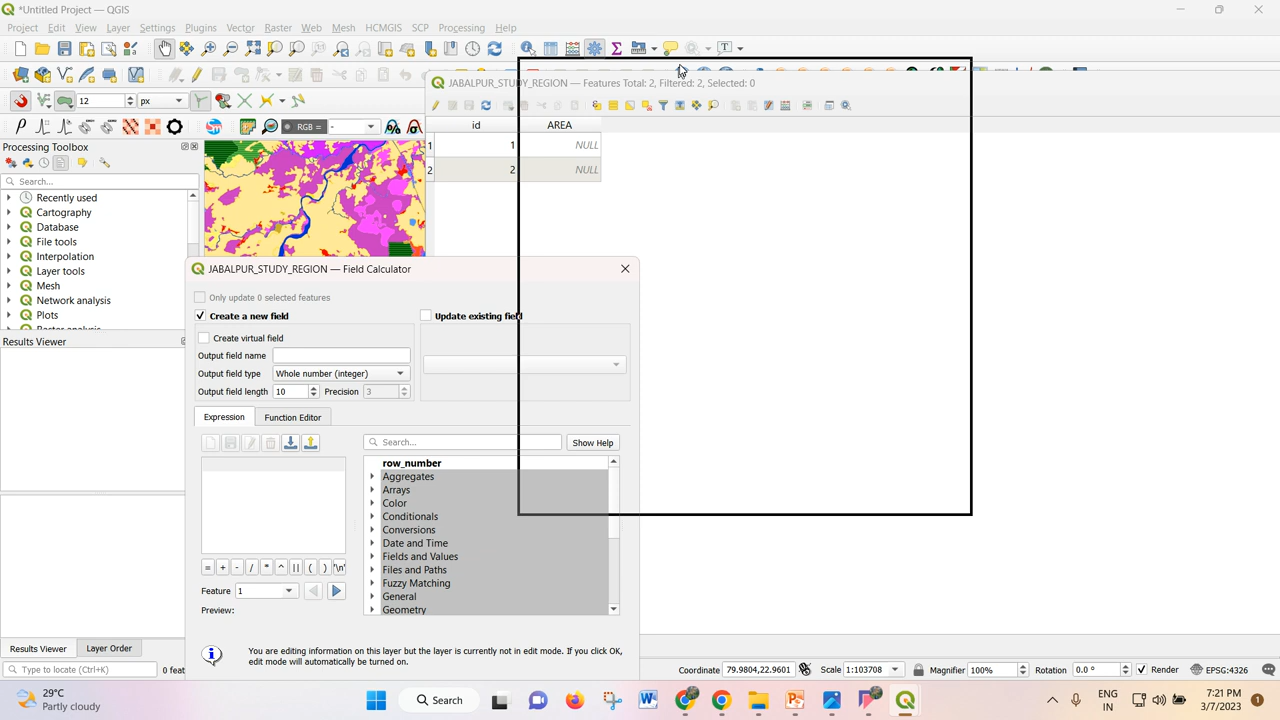 *Untitled Project — QGIS
Project Edit View Layer Settings Plugins Vector Raster Database Web Mesh HCMGIS SCP Processing Help
12 px
RGB = -
JABALPUR_STUDY_REGION — Features Total: 2, Filtered: 2, Selected: 0
id AREA
1 1 NULL
2 2 NULL
Processing Toolbox
Search...
Recently used
Cartography
Database
File tools
Interpolation
Layer tools
Mesh
Network analysis
Plots
Raster analysis
Results Viewer
JABALPUR_STUDY_REGION — Field Calculator
Only update 0 selected features
Create a new field
Update existing field
Create virtual field
Output field name
Output field type Whole number (integer)
Output field length 10 Precision 3
Expression Function Editor
Search... Show Help
row_number
Aggregates
Arrays
Color
Conditionals
Conversions
Date and Time
Fields and Values
Files and Paths
Fuzzy Matching
General
Geometry
= + - / * ^ || ( ) '\n'
Feature 1
Preview:
You are editing information on this layer but the layer is currently not in edit mode. If you click OK,
edit mode will automatically be turned on.
Results Viewer Layer Order
Type to locate (Ctrl+K) 0 feat
Coordinate 79.9804,22.9601 Scale 1:103708 Magnifier 100% Rotation 0.0 ° Render EPSG:4326
29°C
Partly cloudy
Search
ENG
IN
7:21 PM
3/7/2023
1